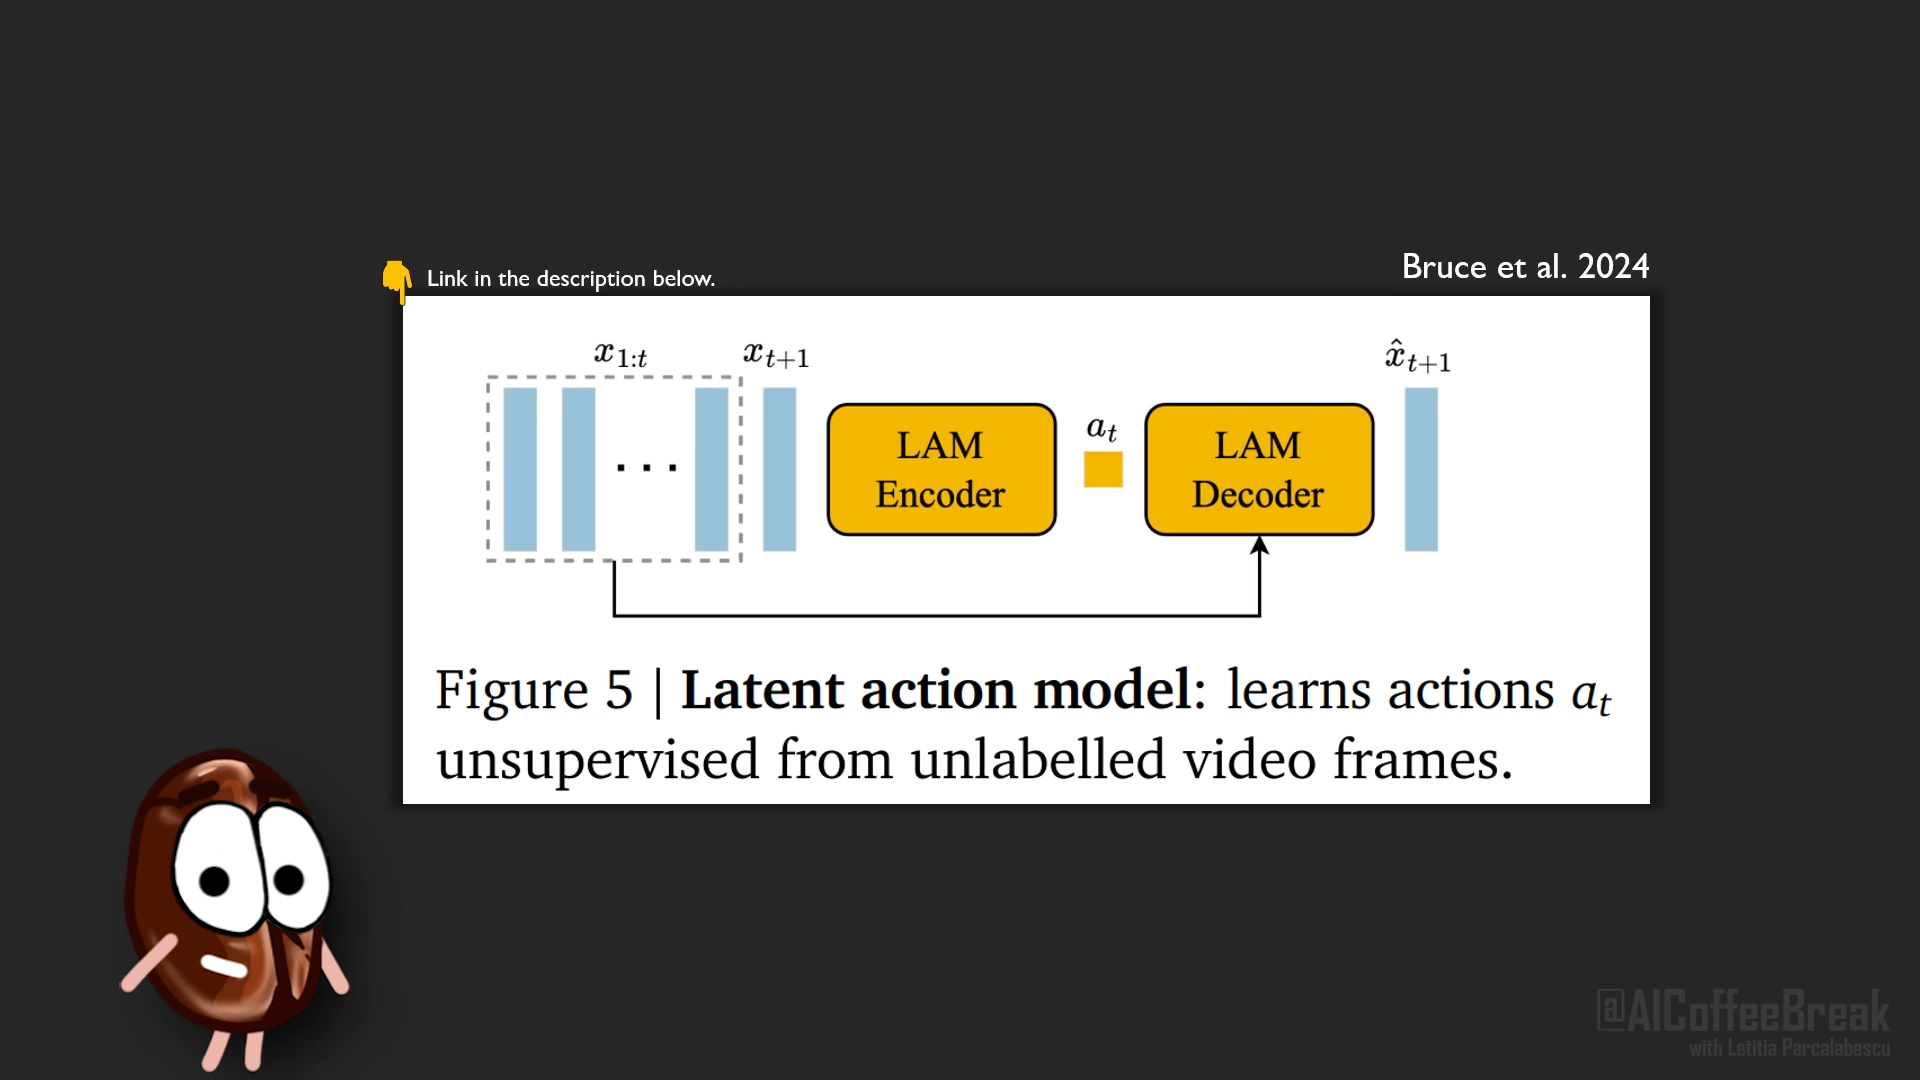 Bruce et al. 2024
Link in the description below.
x1:t
xt+1
x̂t+1
LAM
Encoder
at
LAM
Decoder
Figure 5 | Latent action model: learns actions at
unsupervised from unlabelled video frames.
@AICoffeeBreak
with Letitia Parcalabescu